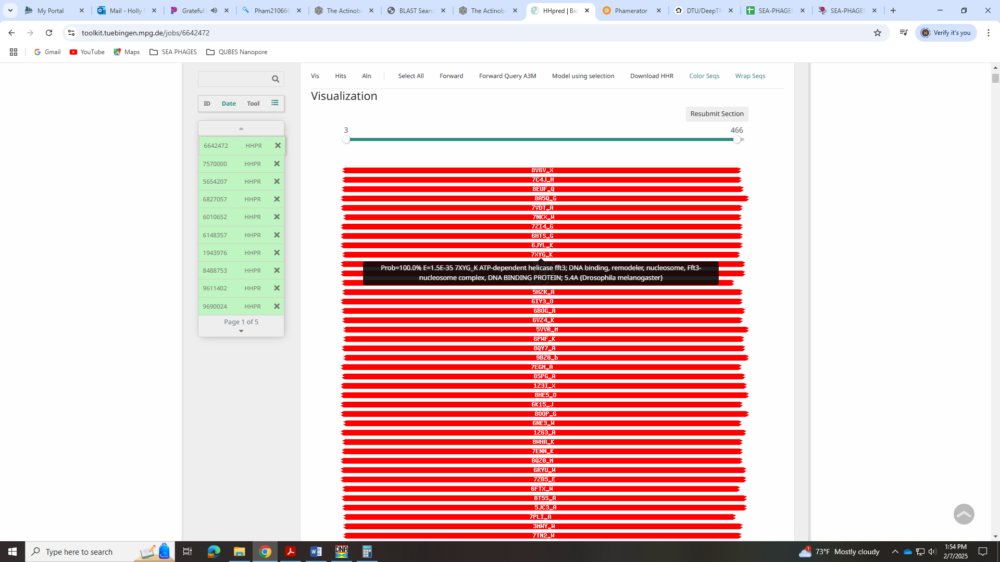 My Portal
Mail - Holly
Grateful
Pham210666
The Actinoba
BLAST Searc
The Actinoba
HHpred | Bio
Phamerator
DTU/DeepTM
SEA-PHAGES
SEA-PHAGES
toolkit.tuebingen.mpg.de/jobs/6642472
Verify it's you
Gmail
YouTube
Maps
SEA PHAGES
QUBES Nanopore
Vis
Hits
Aln
Select All
Forward
Forward Query A3M
Model using selection
Download HHR
Color Seqs
Wrap Seqs
Visualization
ID
Date
Tool
Resubmit Section
3
466
6642472 HHPR
7570000 HHPR
5654207 HHPR
6827057 HHPR
6010652 HHPR
6148357 HHPR
1943976 HHPR
8488753 HHPR
9611402 HHPR
9690024 HHPR
Page 1 of 5
8V6V_X
7C4J_H
8EUF_Q
8A5Q_G
7VDT_A
7NKX_W
7ZI4_G
6HTS_G
6JYL_K
7XYG_K
Prob=100.0% E=1.5E-35 7XYG_K ATP-dependent helicase fft3; DNA binding, remodeler, nucleosome, Fft3-
nucleosome complex, DNA BINDING PROTEIN; 5.4A {Drosophila melanogaster}
5HZR_A
6IY3_O
6BOG_A
6VZ4_K
5VVR_M
6PWF_K
8QY7_A
9BZ0_b
7EGM_A
8SPG_A
1Z3I_X
8HE5_O
6K15_J
8OOP_G
6NE3_W
1Z63_A
8WHA_K
7ENN_K
8QZ0_M
6RYU_W
7ZB5_E
6FTX_W
8T5S_A
5JC3_A
7PLI_A
3MWY_W
7TN2_W
Type here to search
DNA
1
73°F Mostly cloudy
1:54 PM
2/7/2025